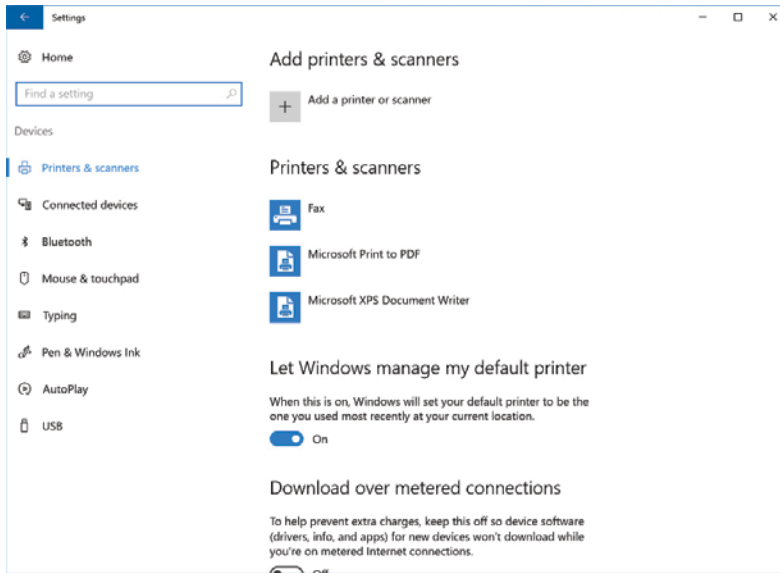 Settings
Home
Find a setting
Devices
Printers & scanners
Connected devices
Bluetooth
Mouse & touchpad
Typing
Pen & Windows Ink
AutoPlay
USB
Add printers & scanners
Add a printer or scanner
Printers & scanners
Fax
Microsoft Print to PDF
Microsoft XPS Document Writer
Let Windows manage my default printer
When this is on, Windows will set your default printer to be the
one you used most recently at your current location.
On
Download over metered connections
To help prevent extra charges, keep this off so device software
(drivers, info, and apps) for new devices won't download while
you're on metered Internet connections.
Off